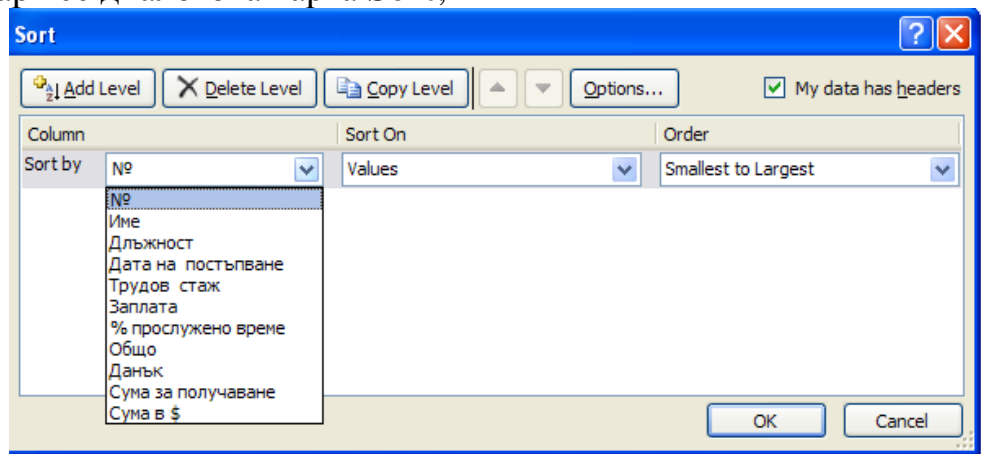 Sort
Add Level Delete Level Copy Level Options... My data has headers
Column Sort On Order
Sort by № Values Smallest to Largest
№
Име
Длъжност
Дата на постъпване
Трудов стаж
Заплата
% прослужено време
Общо
Данък
Сума за получаване
Сума в $
OK Cancel